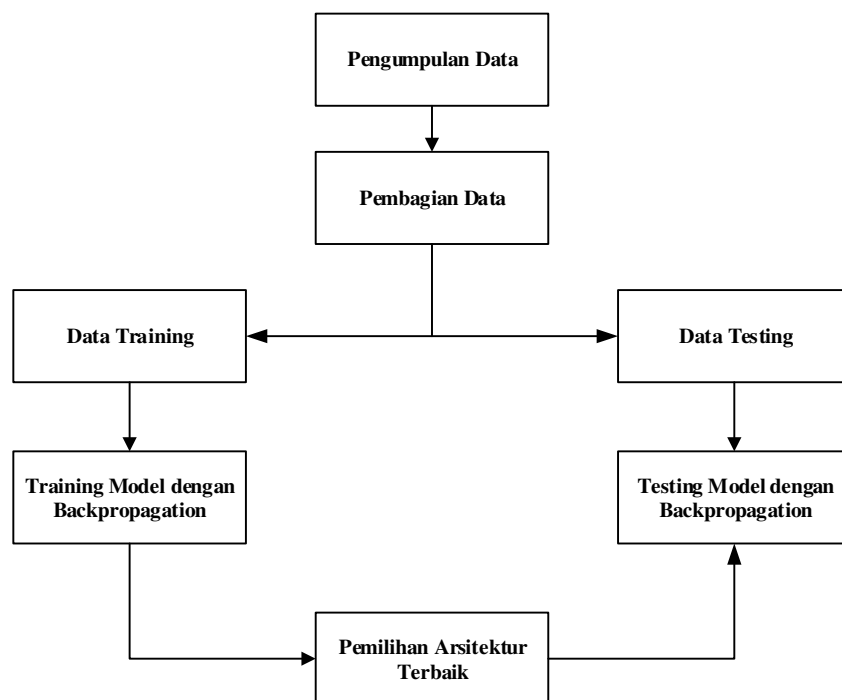 Pengumpulan Data
Pembagian Data
Data Training
Data Testing
Training Model dengan
Backpropagation
Testing Model dengan
Backpropagation
Pemilihan Arsitektur
Terbaik